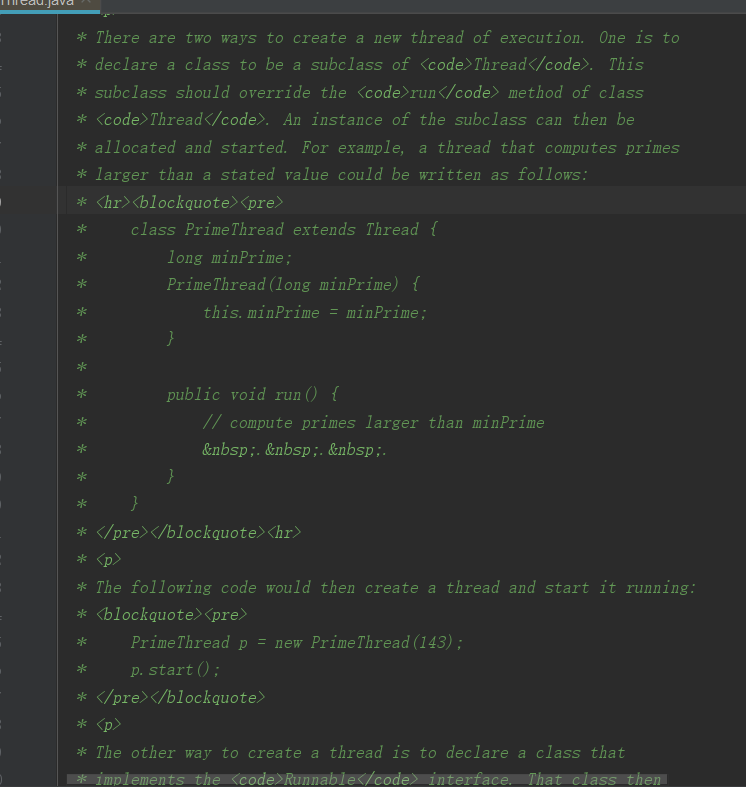 Thread.java
* <p>
* There are two ways to create a new thread of execution. One is to
* declare a class to be a subclass of <code>Thread</code>. This
* subclass should override the <code>run</code> method of class
* <code>Thread</code>. An instance of the subclass can then be
* allocated and started. For example, a thread that computes primes
* larger than a stated value could be written as follows:
* <hr><blockquote><pre>
*     class PrimeThread extends Thread {
*         long minPrime;
*         PrimeThread(long minPrime) {
*             this.minPrime = minPrime;
*         }
*
*         public void run() {
*             // compute primes larger than minPrime
*             &nbsp;.&nbsp;.&nbsp;.
*         }
*     }
* </pre></blockquote><hr>
* <p>
* The following code would then create a thread and start it running:
* <blockquote><pre>
*     PrimeThread p = new PrimeThread(143);
*     p.start();
* </pre></blockquote>
* <p>
* The other way to create a thread is to declare a class that
* implements the <code>Runnable</code> interface. That class then